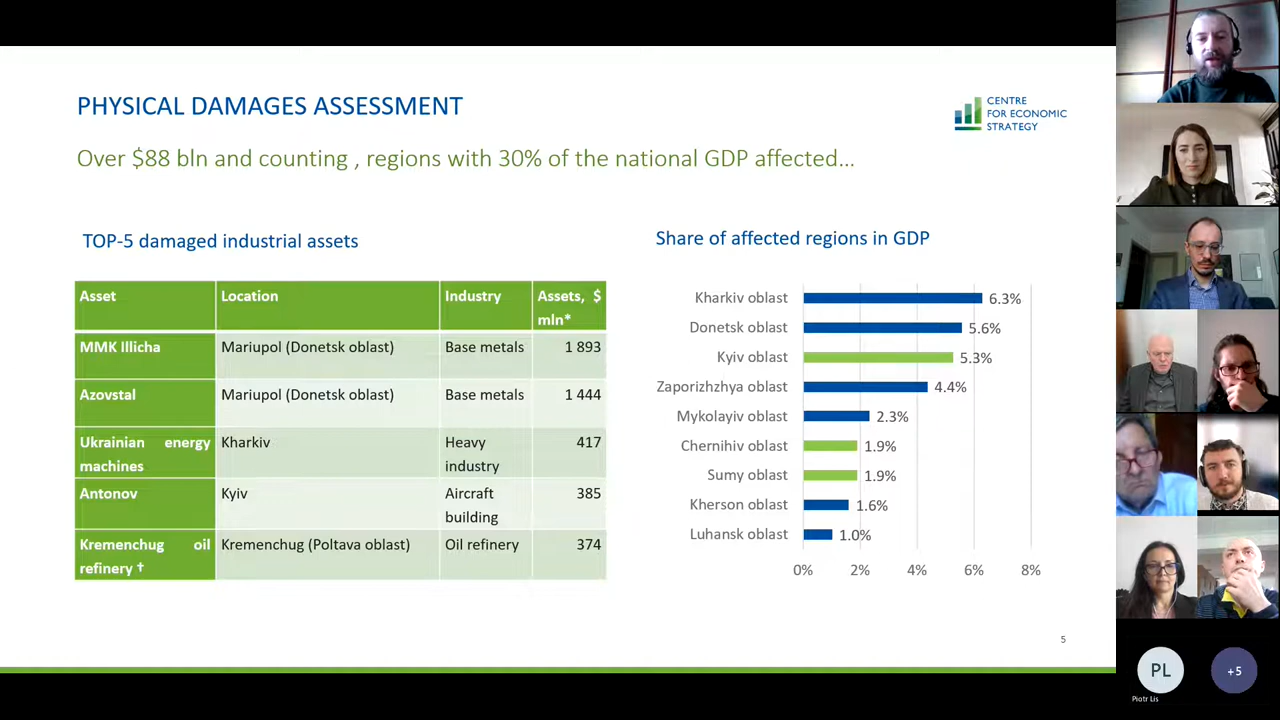 PHYSICAL DAMAGES ASSESSMENT
CENTRE
FOR ECONOMIC
STRATEGY
Over $88 bln and counting , regions with 30% of the national GDP affected…
TOP-5 damaged industrial assets
Asset Location Industry Assets, $
mln*
MMK Illicha Mariupol (Donetsk oblast) Base metals 1 893
Azovstal Mariupol (Donetsk oblast) Base metals 1 444
Ukrainian energy Kharkiv Heavy 417
machines industry
Antonov Kyiv Aircraft 385
building
Kremenchug oil Kremenchug (Poltava oblast) Oil refinery 374
refinery †
Share of affected regions in GDP
Kharkiv oblast 6.3%
Donetsk oblast 5.6%
Kyiv oblast 5.3%
Zaporizhzhya oblast 4.4%
Mykolayiv oblast 2.3%
Chernihiv oblast 1.9%
Sumy oblast 1.9%
Kherson oblast 1.6%
Luhansk oblast 1.0%
0% 2% 4% 6% 8%
5
PL +5
Piotr Lis